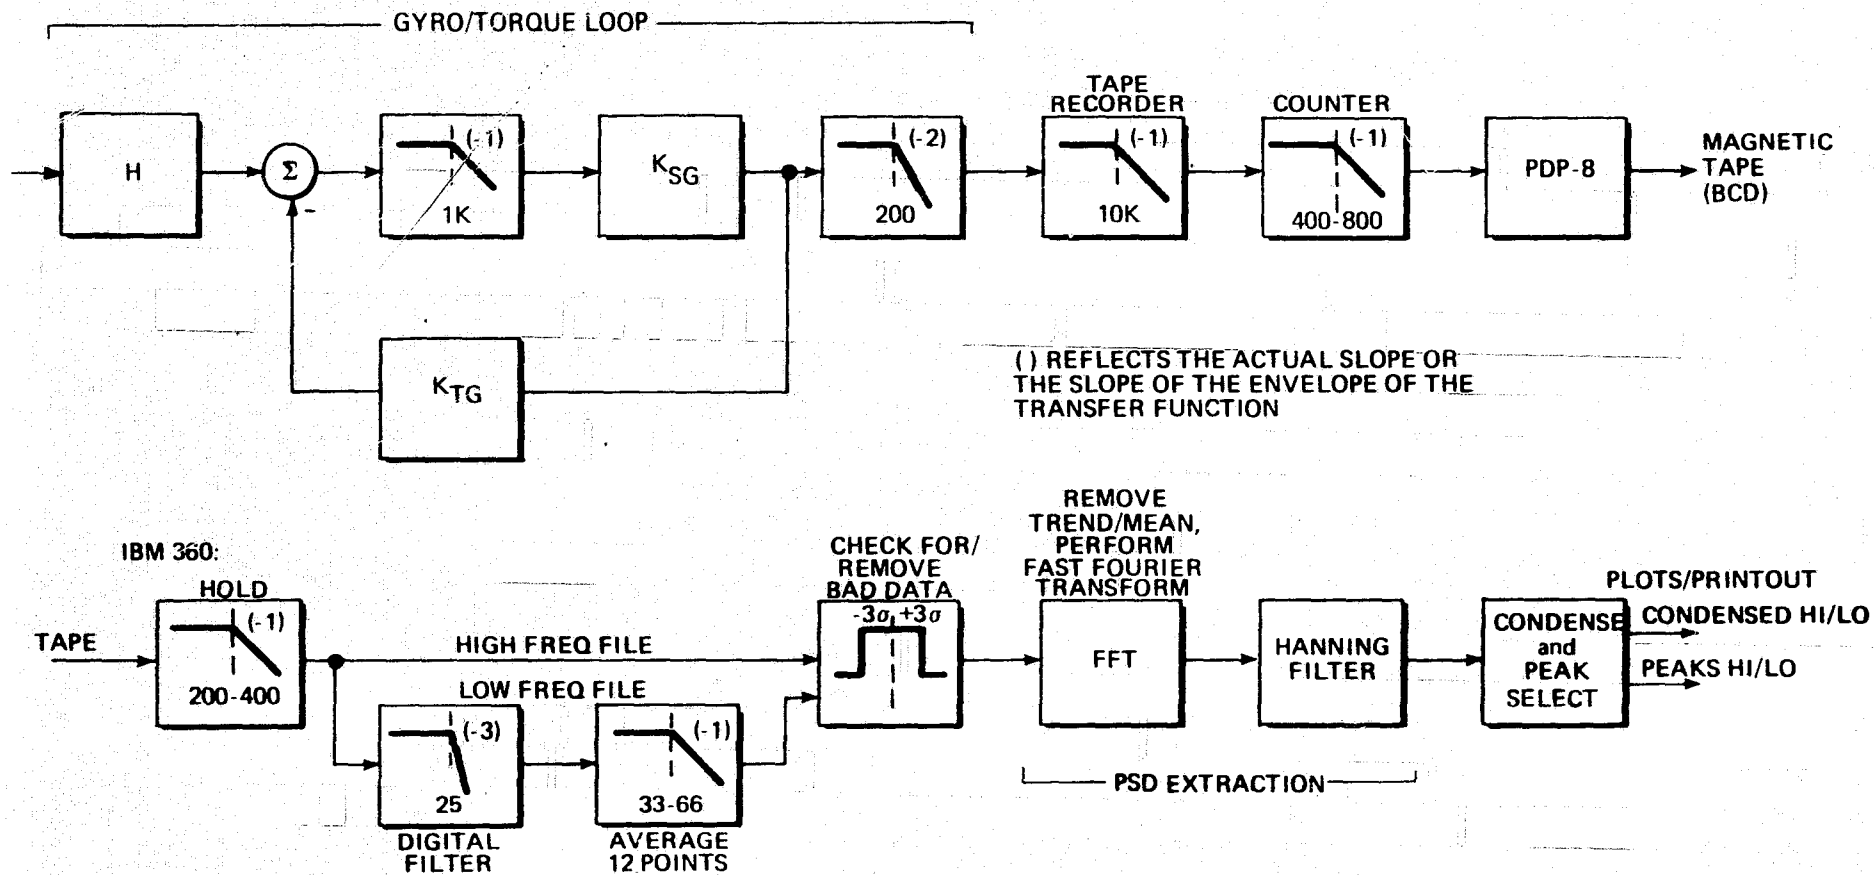 GYRO/TORQUE LOOP
H
Σ
-
(-1)
1K
KSG
(-2)
200
KTG
TAPE
RECORDER
(-1)
10K
COUNTER
(-1)
400-800
PDP-8
MAGNETIC
TAPE
(BCD)
( ) REFLECTS THE ACTUAL SLOPE OR
THE SLOPE OF THE ENVELOPE OF THE
TRANSFER FUNCTION
IBM 360:
TAPE
HOLD
(-1)
200-400
HIGH FREQ FILE
LOW FREQ FILE
(-3)
25
DIGITAL
FILTER
(-1)
33-66
AVERAGE
12 POINTS
CHECK FOR/
REMOVE
BAD DATA
-3σ +3σ
REMOVE
TREND/MEAN,
PERFORM
FAST FOURIER
TRANSFORM
FFT
HANNING
FILTER
PSD EXTRACTION
CONDENSE
and
PEAK
SELECT
PLOTS/PRINTOUT
CONDENSED HI/LO
PEAKS HI/LO